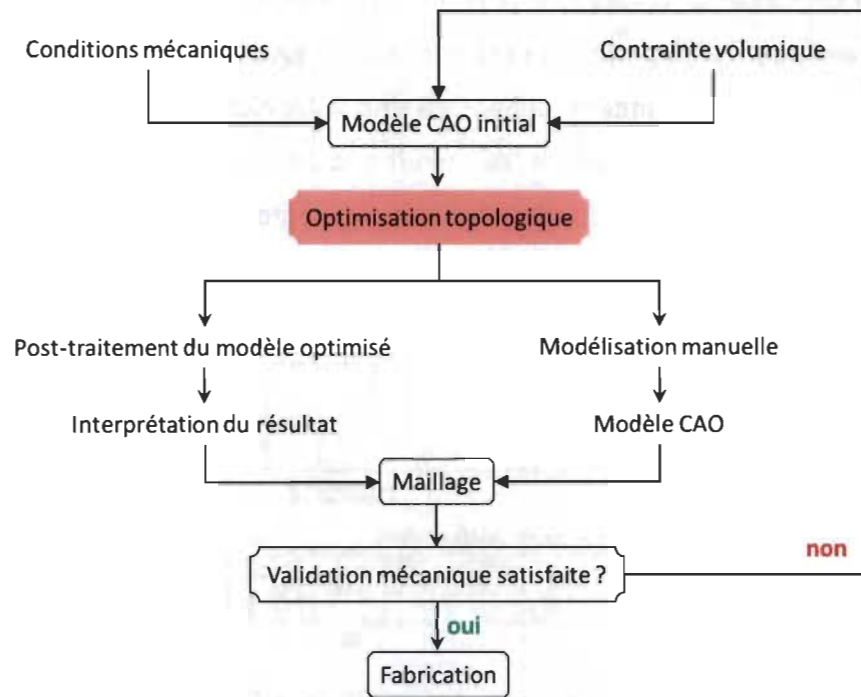 Conditions mécaniques
Contrainte volumique
Modèle CAO initial
Optimisation topologique
Post-traitement du modèle optimisé
Modélisation manuelle
Interprétation du résultat
Modèle CAO
Maillage
non
Validation mécanique satisfaite ?
oui
Fabrication